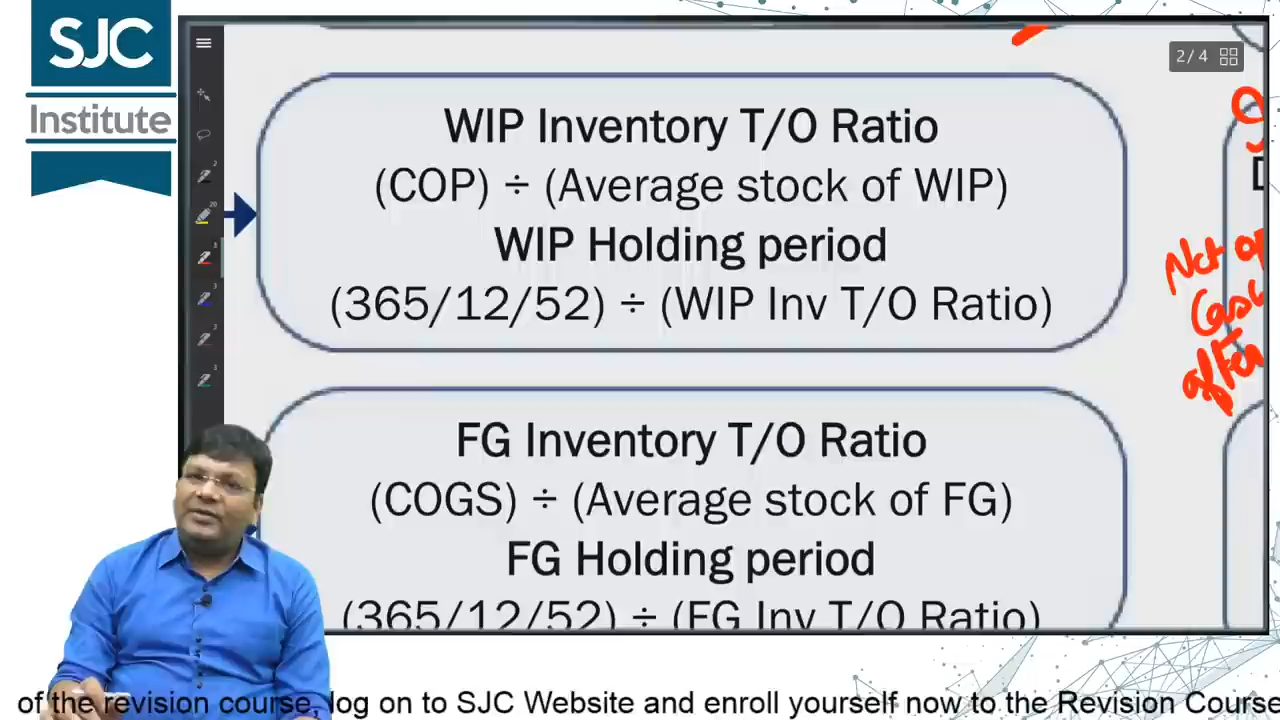 SJC
Institute
2/4
WIP Inventory T/O Ratio
(COP) ÷ (Average stock of WIP)
WIP Holding period
(365/12/52) ÷ (WIP Inv T/O Ratio)
Net op
FG Inventory T/O Ratio
(COGS) ÷ (Average stock of FG)
FG Holding period
(365/12/52) ÷ (FG Inv T/O Ratio)
of the revision course, log on to SJC Website and enroll yourself now to the Revision Course